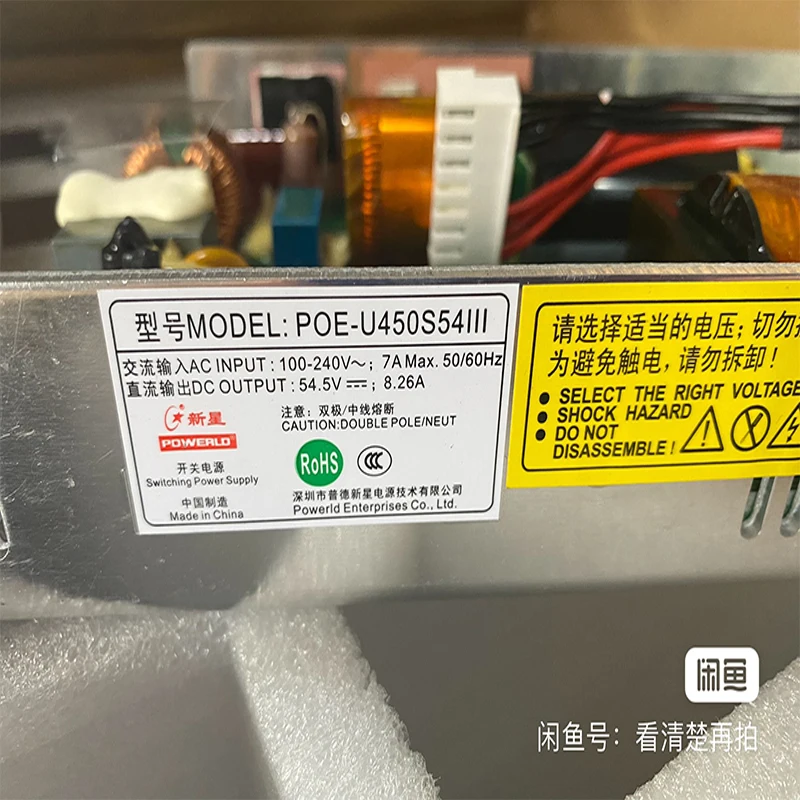 型号MODEL: POE-U450S54III
交流输入AC INPUT : 100-240V～; 7A Max. 50/60Hz
直流输出DC OUTPUT : 54.5V⎓; 8.26A
新星
POWERLD
开关电源
Switching Power Supply
中国制造
Made in China
注意: 双极/中线熔断
CAUTION:DOUBLE POLE/NEUT
RoHS
CCC
深圳市普德新星电源技术有限公司
Powerld Enterprises Co., Ltd.
请选择适当的电压; 切勿
为避免触电, 请勿拆卸!
● SELECT THE RIGHT VOLTAGE
● SHOCK HAZARD
● DO NOT
DISASSEMBLE!
闲鱼
闲鱼号: 看清楚再拍